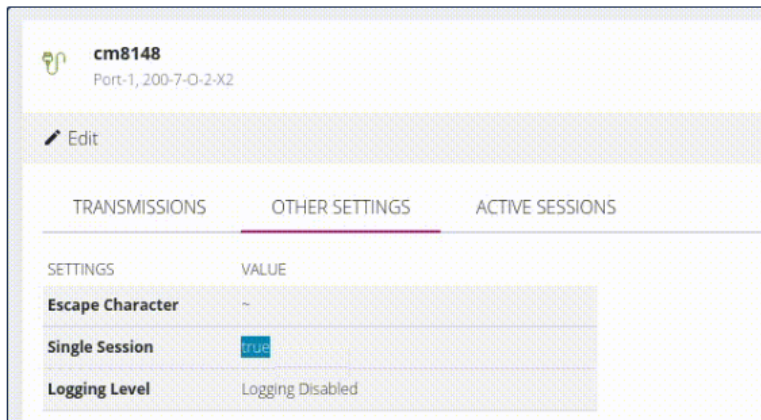 cm8148
Port-1, 200-7-O-2-X2
Edit
TRANSMISSIONS OTHER SETTINGS ACTIVE SESSIONS
SETTINGS VALUE
Escape Character ~
Single Session true
Logging Level Logging Disabled